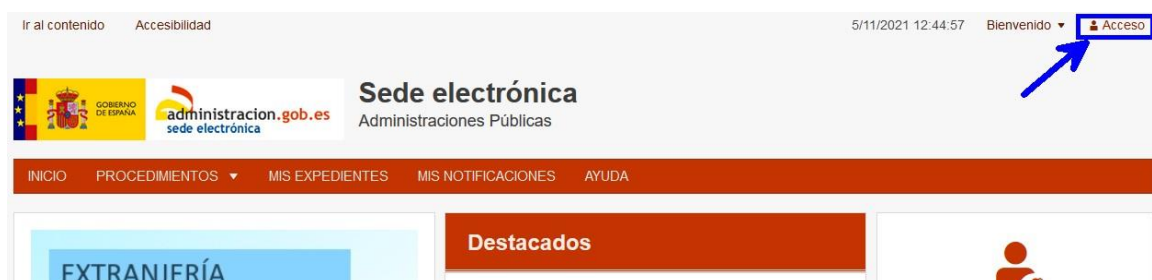 Ir al contenido Accesibilidad 5/11/2021 12:44:57 Bienvenido Acceso
GOBIERNO
DE ESPAÑA
administracion.gob.es
sede electrónica
Sede electrónica
Administraciones Públicas
INICIO PROCEDIMIENTOS MIS EXPEDIENTES MIS NOTIFICACIONES AYUDA
EXTRANJERÍA
Destacados